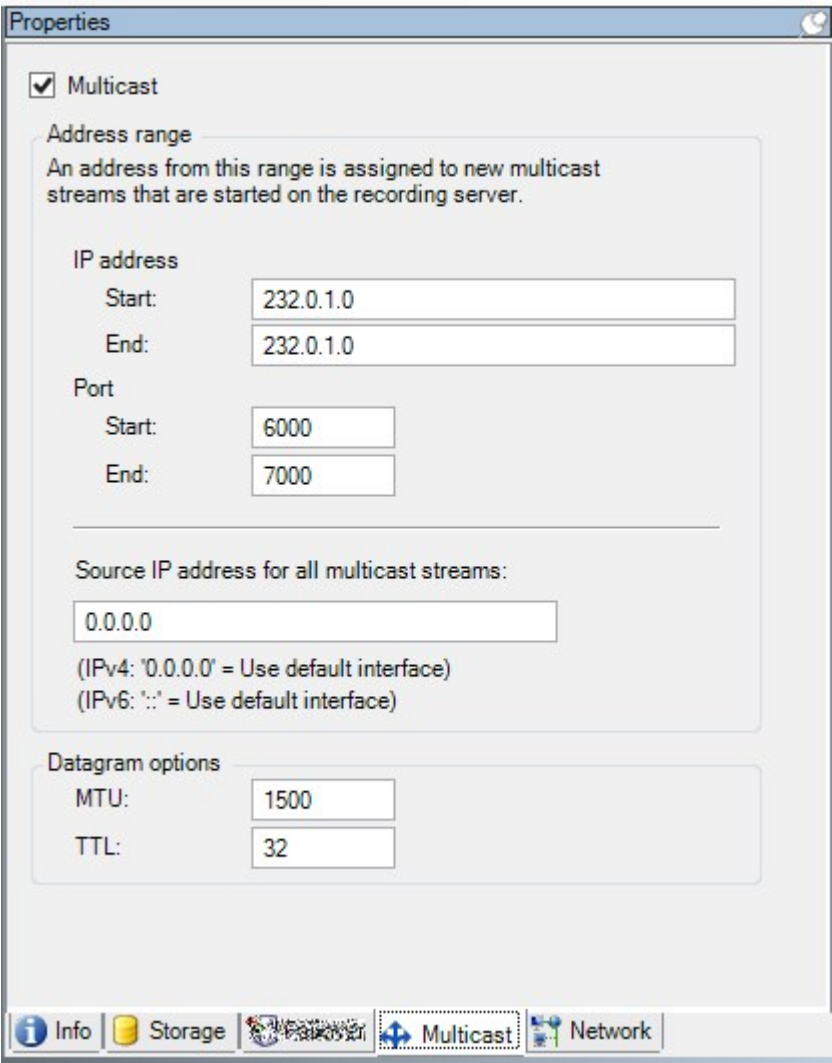 Properties
Multicast
Address range
An address from this range is assigned to new multicast
streams that are started on the recording server.
IP address
Start: 232.0.1.0
End: 232.0.1.0
Port
Start: 6000
End: 7000
Source IP address for all multicast streams:
0.0.0.0
(IPv4: '0.0.0.0' = Use default interface)
(IPv6: '::' = Use default interface)
Datagram options
MTU: 1500
TTL: 32
Info Storage Multicast Network